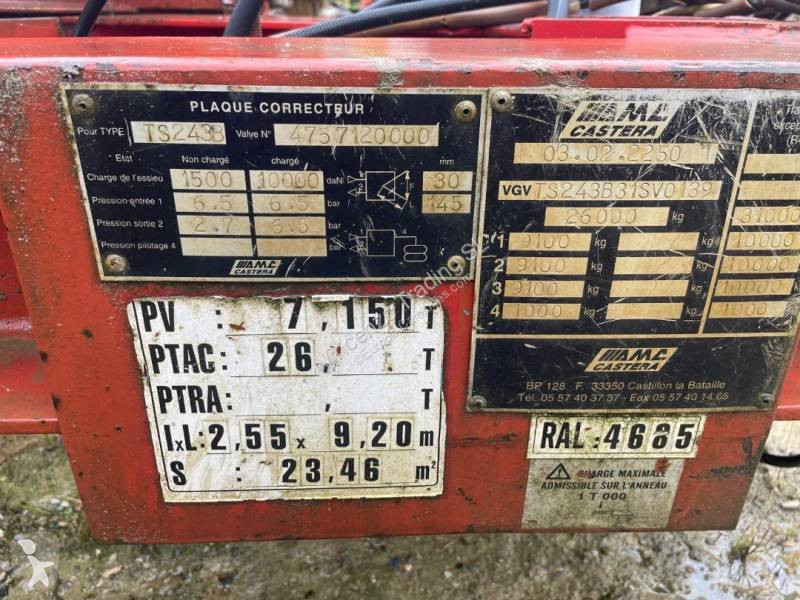 PLAQUE CORRECTEUR
Pour TYPE TS243B Valve N° 4757120000
Etat Non chargé chargé mm
Charge de l'essieu 1500 10000 daN 30
Pression entrée 1 6.5 6.5 bar 145
Pression sortie 2 2.7 6.5 bar
Pression pilotage 4
AMC
CASTERA
AMC
CASTERA
03.02.2250
VGV TS243B31SV0139
26000 kg 31000
1 9100 kg kg 10000
2 9100 kg kg 10000
3 9100 kg kg 10000
4 1000 kg kg 1000
AMC
CASTERA
BP 128 F. 33350 Castillon la Bataille
Tél. 05 57 40 37 37 - Fax 05 57 40 14 65
PV : 7,150 T
PTAC: 26, T
PTRA: , T
lxL: 2,55 x 9,20 m
S : 23,46 m²
RAL:4685
CHARGE MAXIMALE
ADMISSIBLE SUR L'ANNEAU
1 T 000